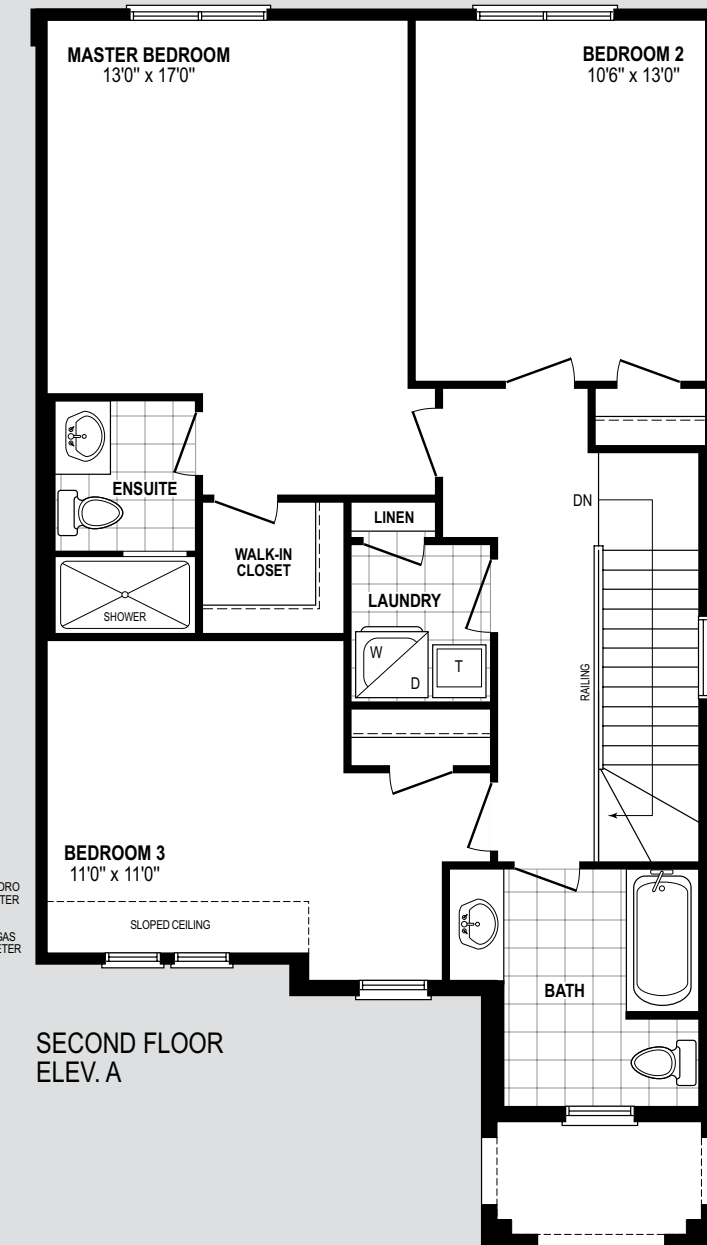 MASTER BEDROOM
13'0" x 17'0"
BEDROOM 2
10'6" x 13'0"
ENSUITE
SHOWER
WALK-IN
CLOSET
LINEN
LAUNDRY
W
D
T
DN
RAILING
BEDROOM 3
11'0" x 11'0"
SLOPED CEILING
BATH
SECOND FLOOR
ELEV. A